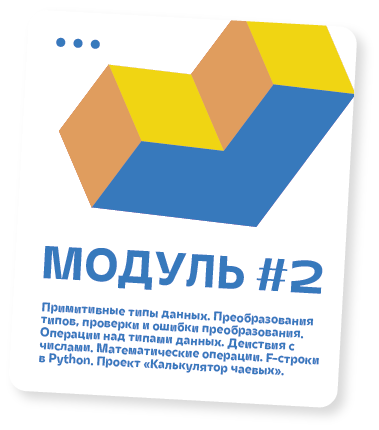 МОДУЛЬ #2
Примитивные типы данных. Преобразования
типов, проверки и ошибки преобразования.
Операции над типами данных. Действия с
числами. Математические операции. F-строки
в Python. Проект «Калькулятор чаевых».